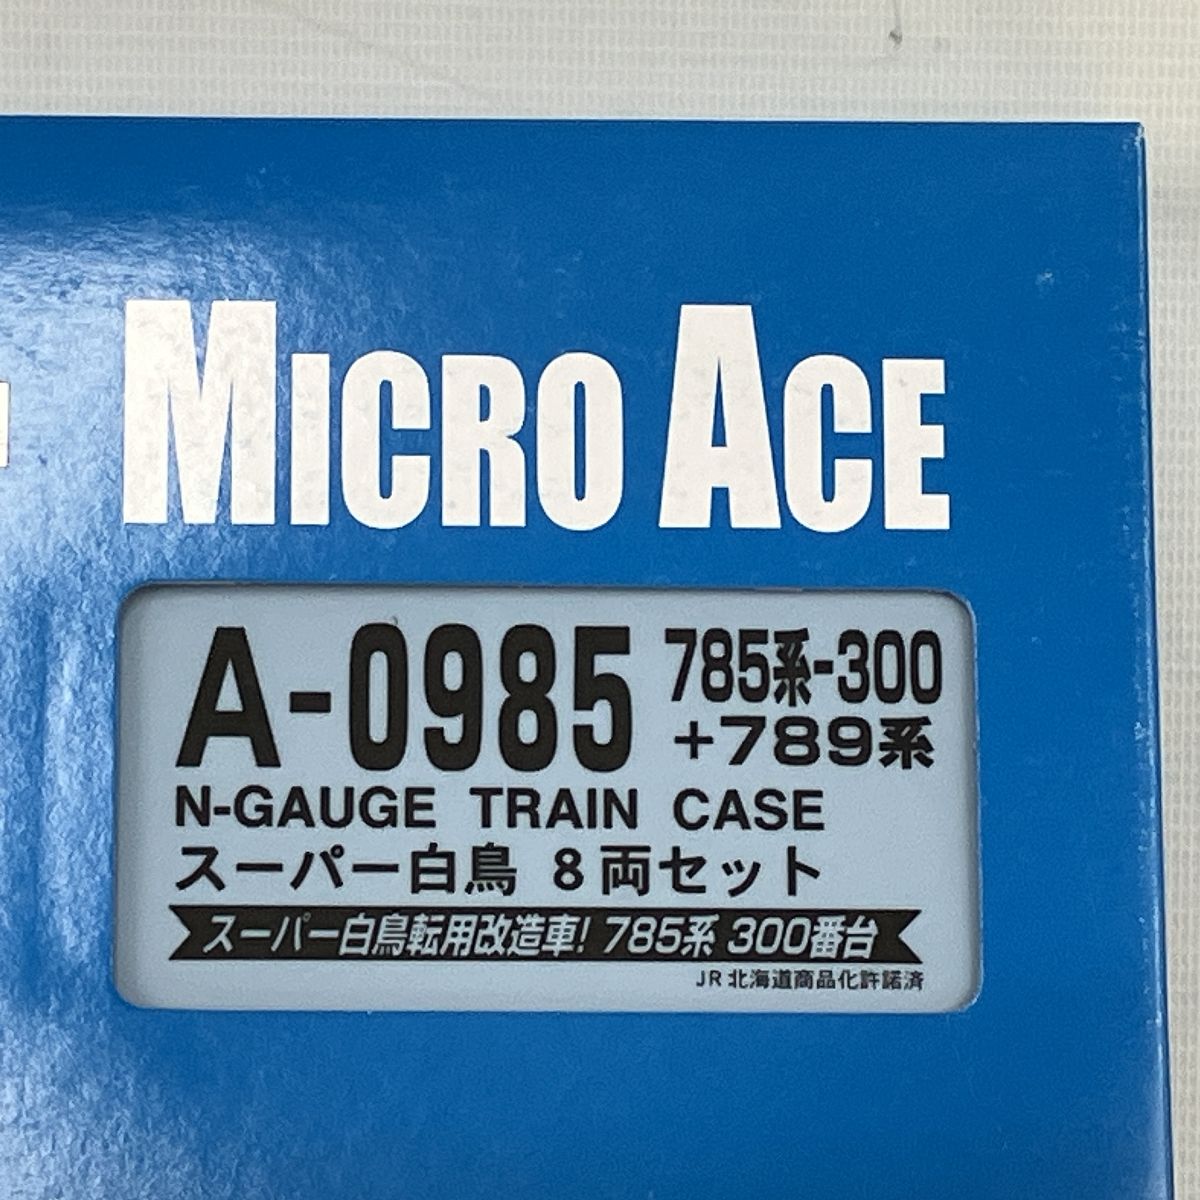 MICRO ACE
A-0985 785系-300
+789系
N-GAUGE TRAIN CASE
スーパー白鳥 8両セット
スーパー白鳥転用改造車! 785系 300番台
JR北海道商品化許諾済